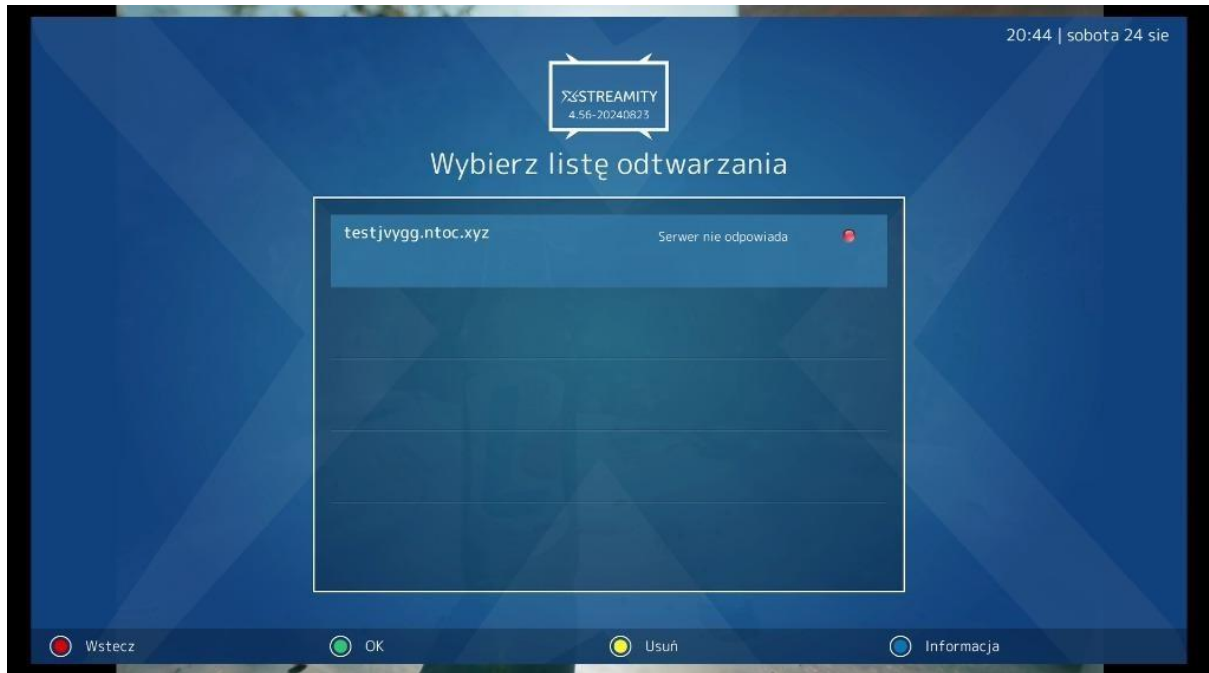 20:44 | sobota 24 sie
XSTREAMITY
4.56-20240823
Wybierz listę odtwarzania
testjvygg.ntoc.xyz Serwer nie odpowiada
Wstecz OK Usuń Informacja